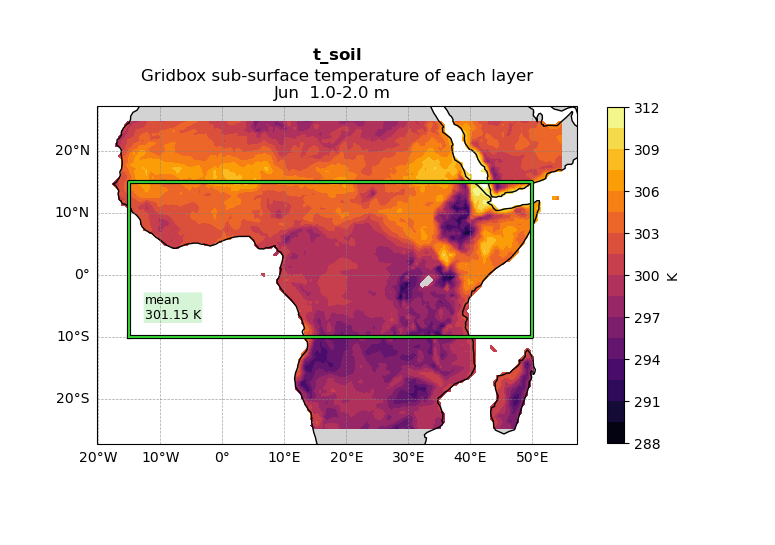 t_soil
Gridbox sub-surface temperature of each layer
Jun  1.0-2.0 m
20°N
10°N
0°
10°S
20°S
mean
301.15 K
20°W
10°W
0°
10°E
20°E
30°E
40°E
50°E
312
309
306
303
300
297
294
291
288
K